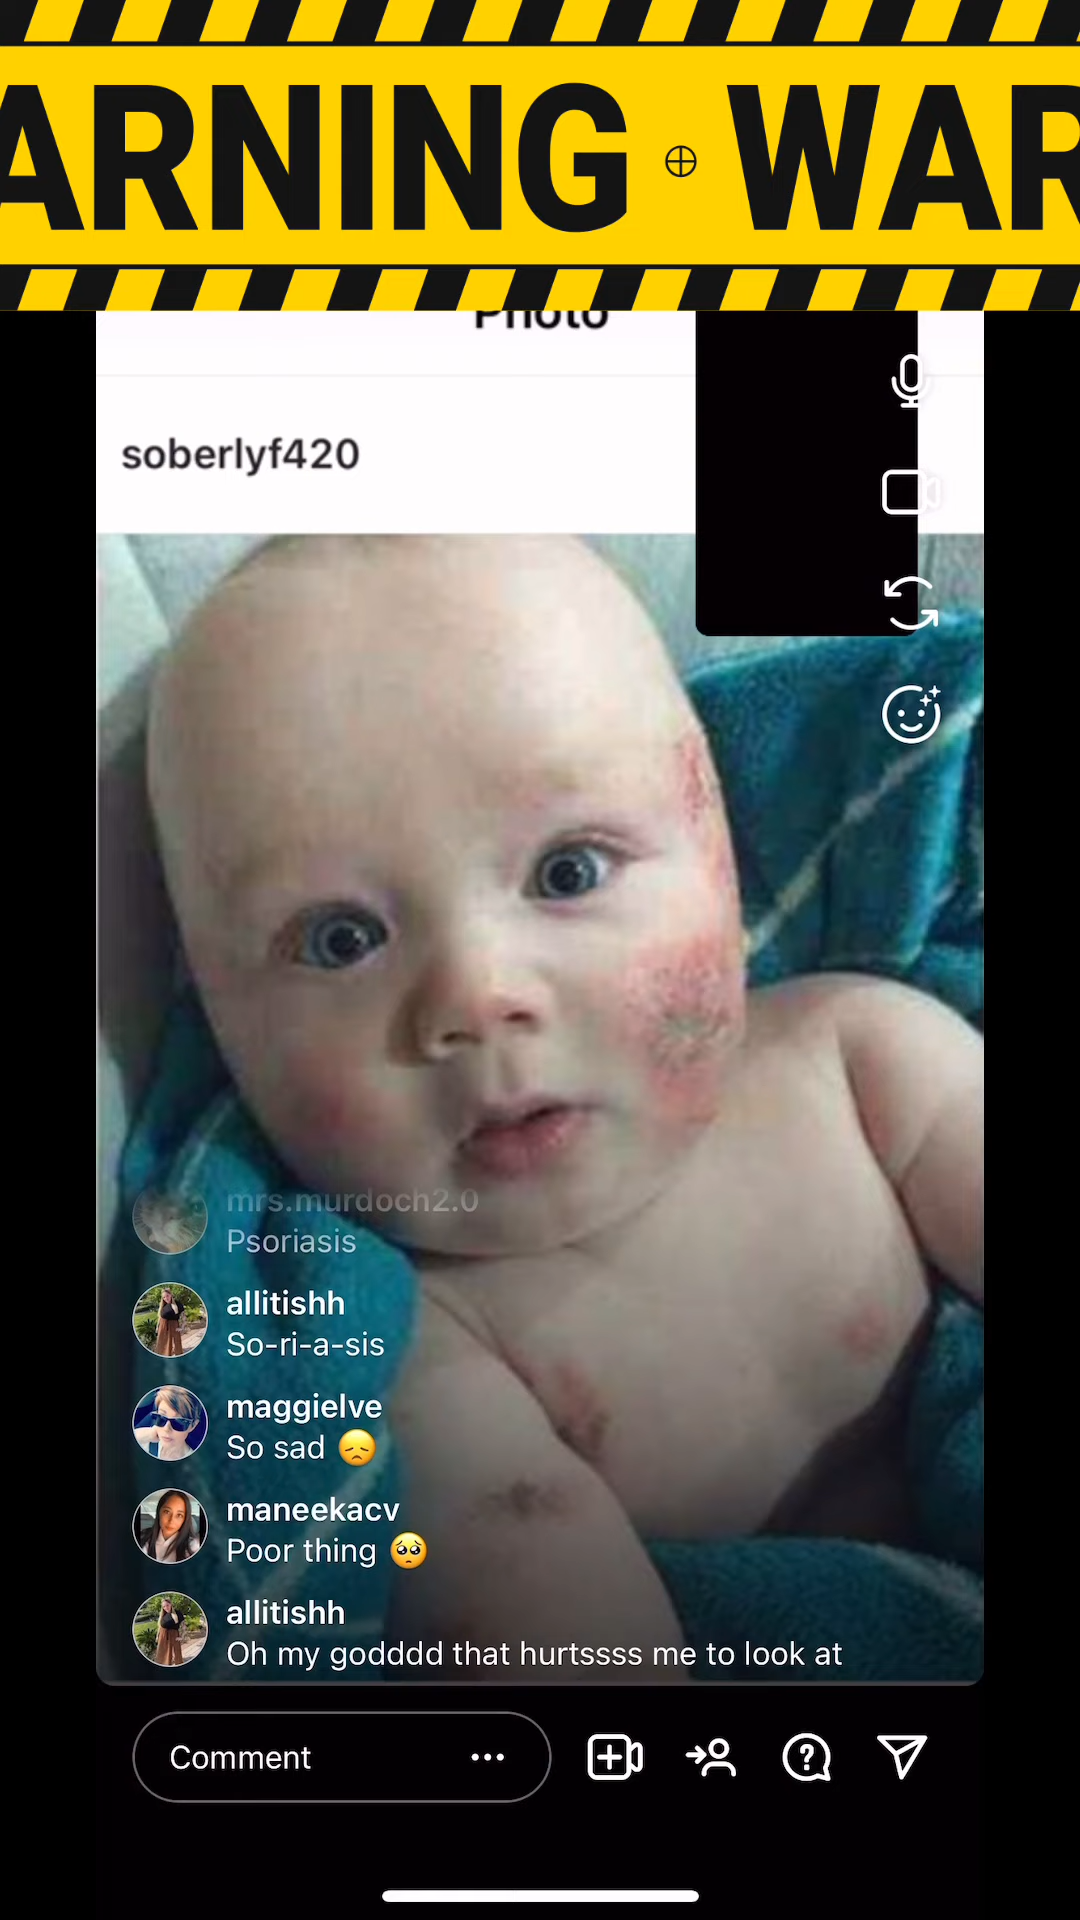 ARNING WAR
Photo
soberlyf420
mrs.murdoch2.0
Psoriasis
allitishh
So-ri-a-sis
maggielve
So sad 😞
maneekacv
Poor thing 🥺
allitishh
Oh my godddd that hurtssss me to look at
Comment